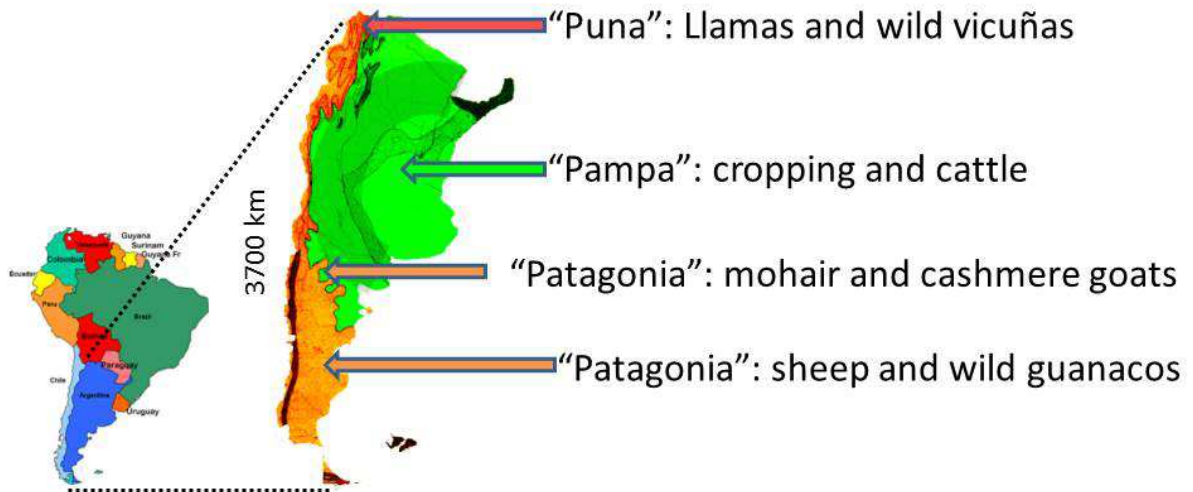 “Puna”: Llamas and wild vicuñas
“Pampa”: cropping and cattle
3700 km
“Patagonia”: mohair and cashmere goats
“Patagonia”: sheep and wild guanacos
Guyana
Surinam
Guyana Fr
Colombia
Ecuador
Peru
Brazil
Paraguay
Chile
Argentina
Uruguay